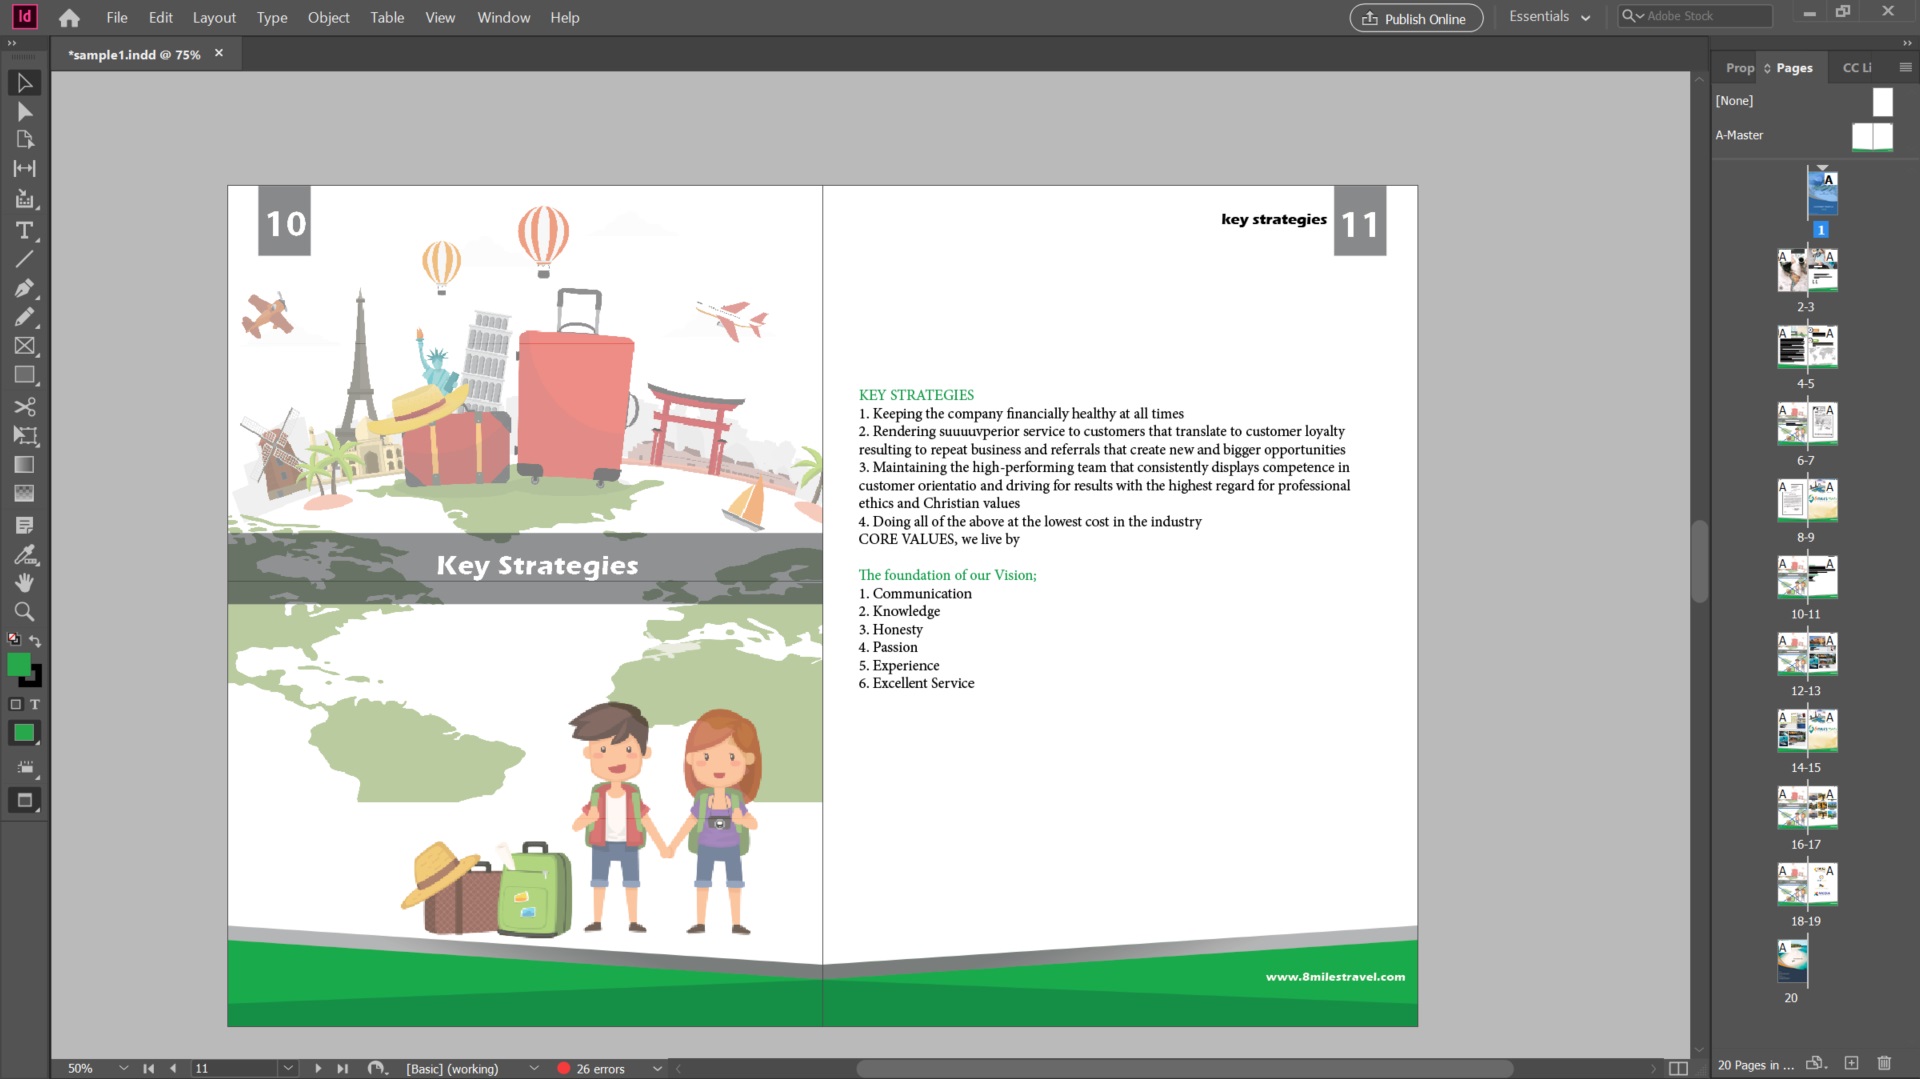 Id
File Edit Layout Type Object Table View Window Help
Publish Online
Essentials
Adobe Stock
*sample1.indd @ 75%
Prop Pages CC Li
[None]
A-Master
10
key strategies 11
KEY STRATEGIES
1. Keeping the company financially healthy at all times
2. Rendering suuuuvperior service to customers that translate to customer loyalty
resulting to repeat business and referrals that create new and bigger opportunities
3. Maintaining the high-performing team that consistently displays competence in
customer orientatio and driving for results with the highest regard for professional
ethics and Christian values
4. Doing all of the above at the lowest cost in the industry
CORE VALUES, we live by
Key Strategies
The foundation of our Vision;
1. Communication
2. Knowledge
3. Honesty
4. Passion
5. Experience
6. Excellent Service
www.8milestravel.com
A
1
A A
2-3
A A
4-5
A A
6-7
A A
8-9
A A
10-11
A A
12-13
A A
14-15
A A
16-17
A A
18-19
A
20
50%
11
[Basic] (working)
26 errors
20 Pages in ...